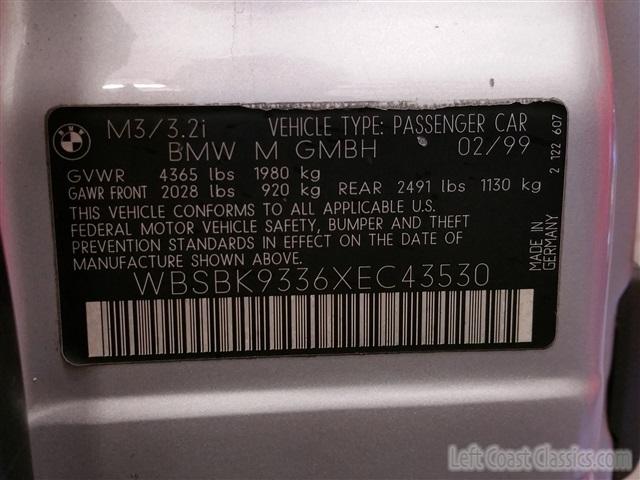 BMW
M3/3.2i VEHICLE TYPE: PASSENGER CAR
BMW M GMBH 02/99
GVWR 4365 lbs 1980 kg
GAWR FRONT 2028 lbs 920 kg REAR 2491 lbs 1130 kg
THIS VEHICLE CONFORMS TO ALL APPLICABLE U.S.
FEDERAL MOTOR VEHICLE SAFETY, BUMPER AND THEFT
PREVENTION STANDARDS IN EFFECT ON THE DATE OF
MANUFACTURE SHOWN ABOVE.
WBSBK9336XEC43530
MADE IN
GERMANY
2 122 607
Left Coast Classics.com